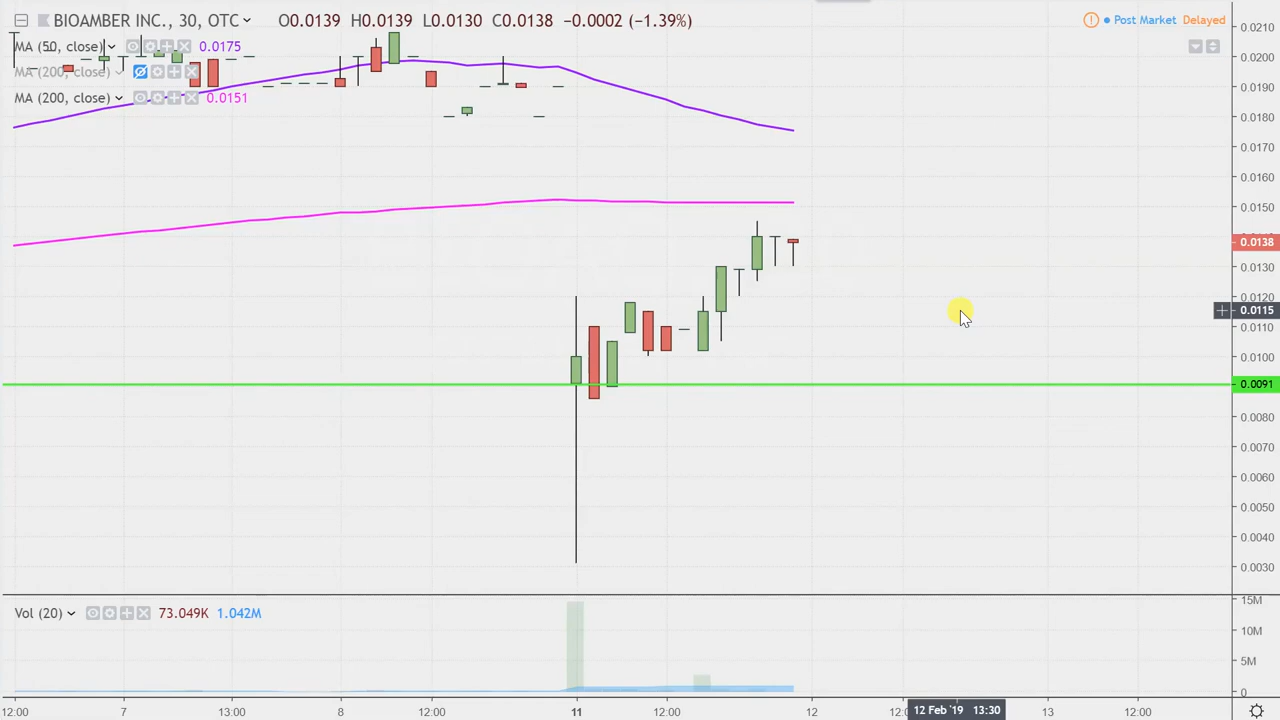 BIOAMBER INC., 30, OTC O0.0139 H0.0139 L0.0130 C0.0138 −0.0002 (−1.39%)
Post Market Delayed
MA (50, close) 0.0175
MA (200, close)
MA (200, close) 0.0151
0.0210
0.0200
0.0190
0.0180
0.0170
0.0160
0.0150
0.0138
0.0130
0.0120
0.0115
0.0110
0.0100
0.0091
0.0080
0.0070
0.0060
0.0050
0.0040
0.0030
Vol (20) 73.049K 1.042M
15M
10M
5M
0
12:00 7 13:00 8 12:00 11 12:00 12 12 Feb '19 13:30 13 12:00